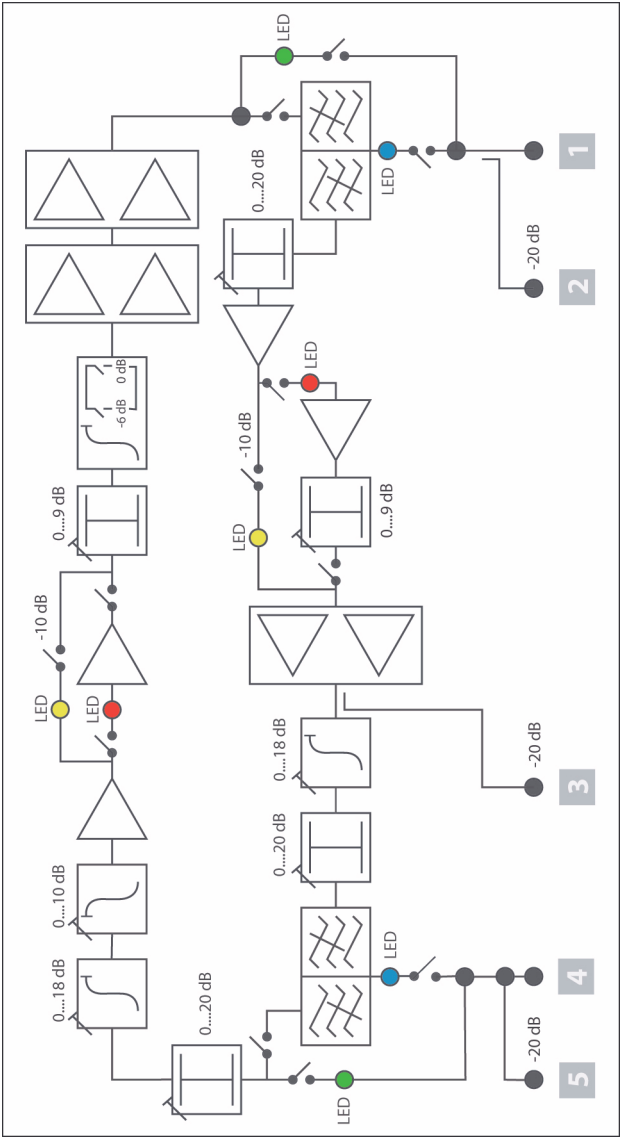 LED
-10 dB
0....18 dB
0....10 dB
LED
0....9 dB
-6 dB
0 dB
0....20 dB
LED
-10 dB
0....20 dB
LED
0....20 dB
0....18 dB
LED
LED
LED
0....9 dB
LED
-20 dB
-20 dB
-20 dB
5
4
3
2
1